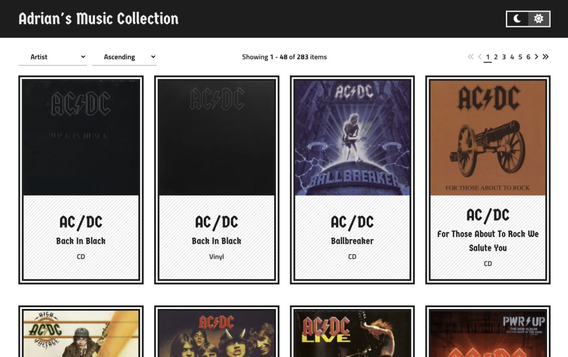 Adrian's Music Collection
Artist
Ascending
Showing 1 - 48 of 283 items
« ‹ 1 2 3 4 5 6 › »
AC/DC
BACK IN BLACK
AC/DC
AC/DC
BALLBREAKER
AC/DC
FOR THOSE ABOUT TO ROCK
AC/DC
Back In Black
CD
AC/DC
Back In Black
Vinyl
AC/DC
Ballbreaker
CD
AC/DC
For Those About To Rock We
Salute You
CD
HIGH
AC/DC
VOLTAGE
AC/DC
AC/DC
LIVE
PWR/UP